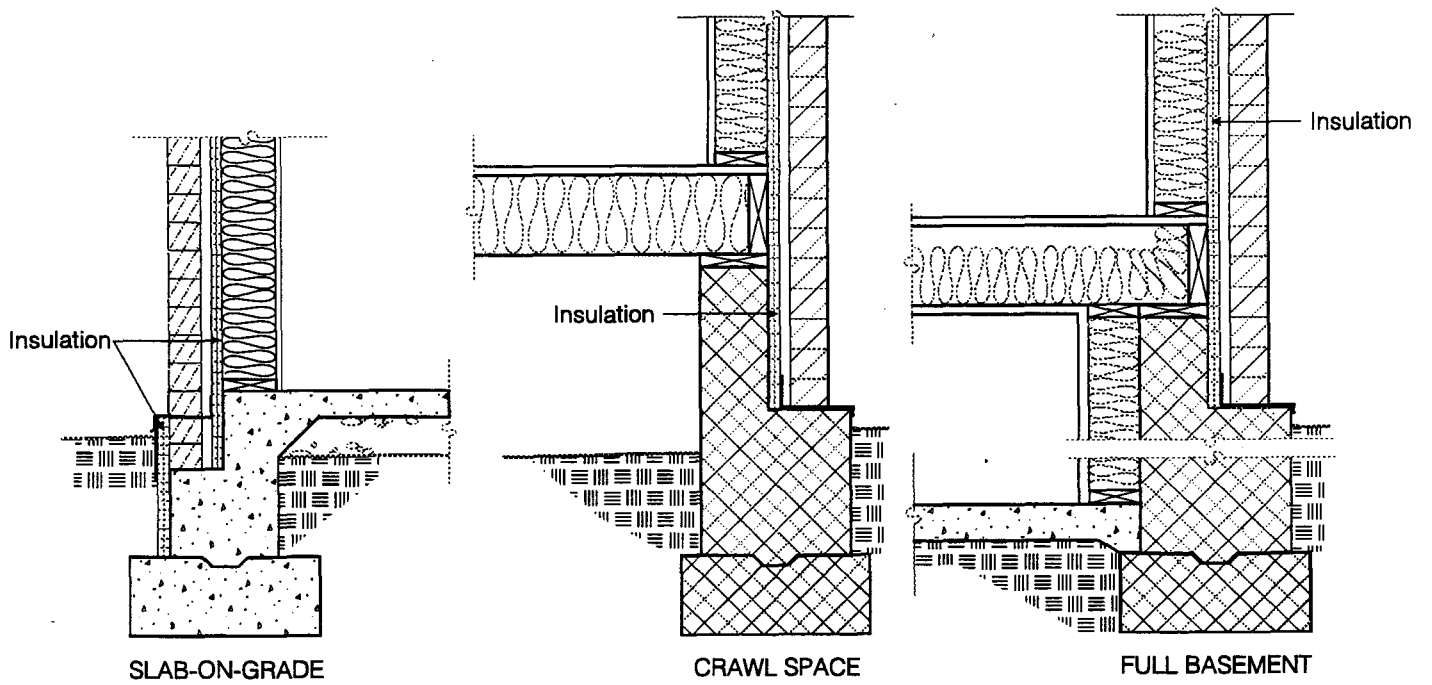 Insulation
Insulation
Insulation
SLAB-ON-GRADE
CRAWL SPACE
FULL BASEMENT